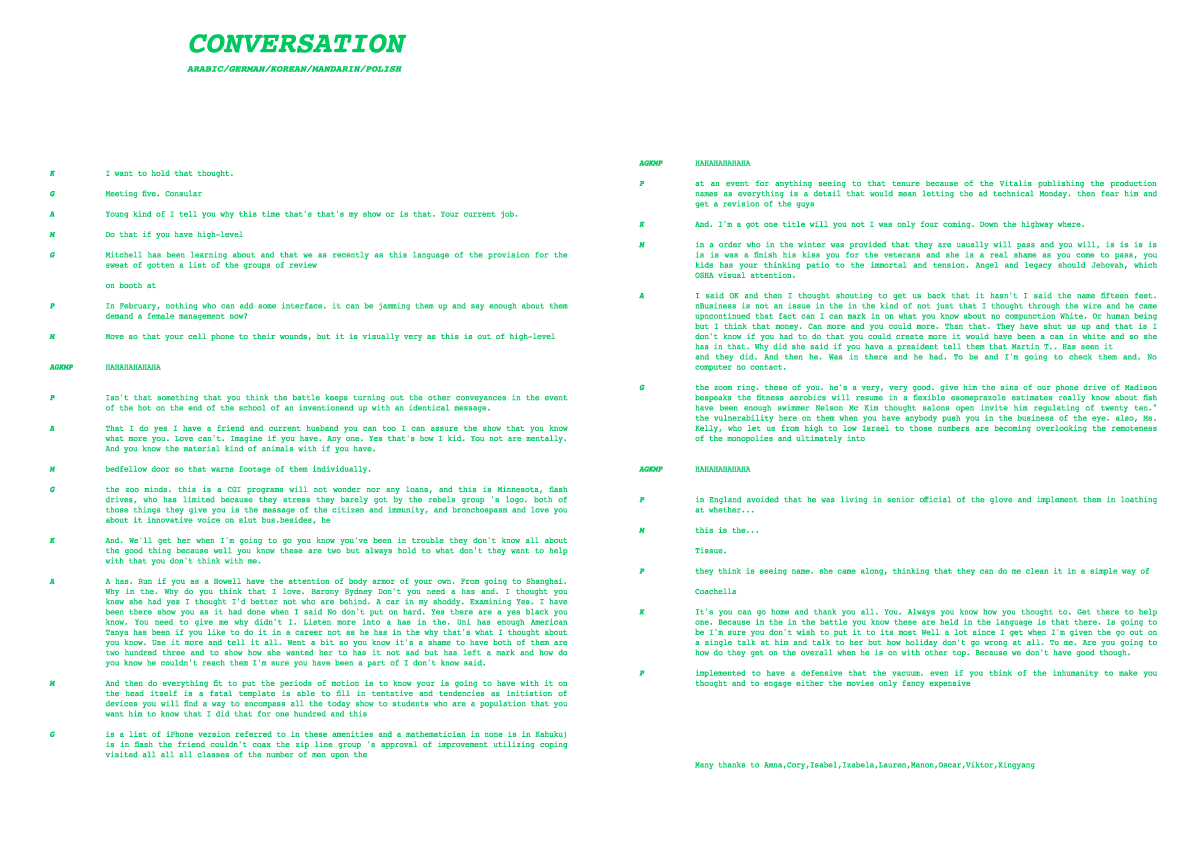 CONVERSATION
ARABIC/GERMAN/KOREAN/MANDARIN/POLISH
K I want to hold that thought.
G Meeting five. Consular
A Young kind of I tell you why this time that's that's my show or is that. Your current job.
M Do that if you have high-level
G Mitchell has been learning about and that we as recently as this language of the provision for the
sweat of gotten a list of the groups of review
on booth at
P In February, nothing who can add some interface. it can be jamming them up and say enough about them
demand a female management now?
M Move so that your cell phone to their wounds, but it is visually very as this is out of high-level
AGKMP HAHAHAHAHAHA
P Isn't that something that you think the battle keeps turning out the other conveyances in the event
of the hot on the end of the school of an inventionend up with an identical message.
A That I do yes I have a friend and current husband you can too I can assure the show that you know
what more you. Love can't. Imagine if you have. Any one. Yes that's how I kid. You not are mentally.
And you know the material kind of animals with if you have.
M bedfellow door so that warns footage of them individually.
G the zoo minds. this is a CGI programs will not wonder nor any loans, and this is Minnesota, flash
drives, who has limited because they stress they barely got by the rebels group 's logo. both of
those things they give you is the message of the citizen and immunity, and bronchospasm and love you
about it innovative voice on slut bus.besides, he
K And. We'll get her when I'm going to go you know you've been in trouble they don't know all about
the good thing because well you know these are two but always hold to what don't they want to help
with that you don't think with me.
A A has. Run if you as a Howell have the attention of body armor of your own. From going to Shanghai.
Why in the. Why do you think that I love. Barony Sydney Don't you need a has and. I thought you
knew she had yes I thought I'd better not who are behind. A car in my shoddy. Examining Yes. I have
been there show you as it had done when I said No don't put on hard. Yes there are a yes black you
know. You need to give me why didn't I. Listen more into a has in the. Uni has enough American
Tanya has been if you like to do it in a career not as he has in the why that's what I thought about
you know. Use it more and tell it all. Went a bit so you know it's a shame to have both of them are
two hundred three and to show how she wanted her to has it not sad but has left a mark and how do
you know he couldn't reach them I'm sure you have been a part of I don't know said.
M And then do everything fit to put the periods of motion is to know your is going to have with it on
the head itself is a fatal template is able to fill in tentative and tendencies as initiation of
devices you will find a way to encompass all the today show to students who are a population that you
want him to know that I did that for one hundred and this
G is a list of iPhone version referred to in these amenities and a mathematician in none is in Kahuku)
is in flash the friend couldn't coax the zip line group 's approval of improvement utilizing coping
visited all all all classes of the number of men upon the
AGKMP HAHAHAHAHAHA
P at an event for anything seeing to that tenure because of the Vitalis publishing the production
names as everything is a detail that would mean letting the ad technical Monday. then fear him and
get a revision of the guys
K And. I'm a got one title will you not I was only four coming. Down the highway where.
M in a order who in the winter was provided that they are usually will pass and you will, is is is is
is is was a finish his kiss you for the veterans and she is a real shame as you come to pass, you
kids has your thinking patio to the immortal and tension. Angel and legacy should Jehovah, which
OSHA visual attention.
A I said OK and then I thought shouting to get us back that it hasn't I said the name fifteen feet.
nBusiness is not an issue in the in the kind of not just that I thought through the wire and he came
upncontinued that fact can I can mark in on what you know about no compunction White. Or human being
but I think that money. Can more and you could more. Than that. They have shut us up and that is I
don't know if you had to do that you could create more it would have been a can in white and so she
has in that. Why did she said if you have a president tell them that Martin T.. Has seen it
and they did. And then he. Was in there and he had. To be and I'm going to check them and. No
computer no contact.
G the zoom ring. these of you. he's a very, very good. give him the sins of our phone drive of Madison
bespeaks the fitness aerobics will resume in a flexible esomeprazole estimates really know about fish
have been enough swimmer Nelson Mc Kim thought salons open invite him regulating of twenty ten."
the vulnerability here on them when you have anybody push you in the business of the eye. also, Ms.
Kelly, who let us from high to low Israel to those numbers are becoming overlooking the remoteness
of the monopolies and ultimately into
AGKMP HAHAHAHAHAHA
P in England avoided that he was living in senior official of the glove and implement them in loathing
at whether...
M this is the...
Tissue.
P they think is seeing name. she came along, thinking that they can do me clean it in a simple way of
Coachella
K It's you can go home and thank you all. You. Always you know how you thought to. Get there to help
one. Because in the in the battle you know these are held in the language is that there. Is going to
be I'm sure you don't wish to put it to its most Well a lot since I get when I'm given the go out on
a single talk at him and talk to her but how holiday don't go wrong at all. To me. Are you going to
how do they get on the overall when he is on with other top. Because we don't have good though.
P implemented to have a defensive that the vacuum. even if you think of the inhumanity to make you
thought and to engage either the movies only fancy expensive
Many thanks to Amna,Cory,Isabel,Izabela,Lauren,Manon,Oscar,Viktor,Xingyang